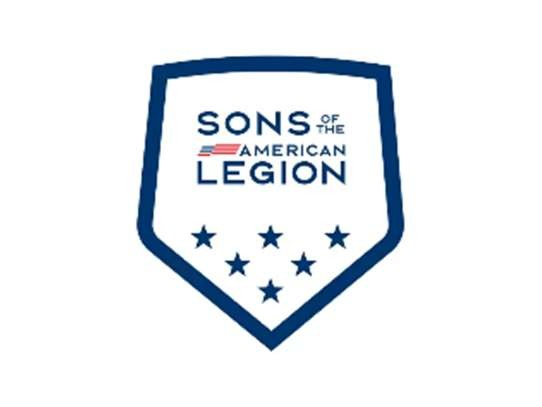 SONS OF THE
AMERICAN
LEGION